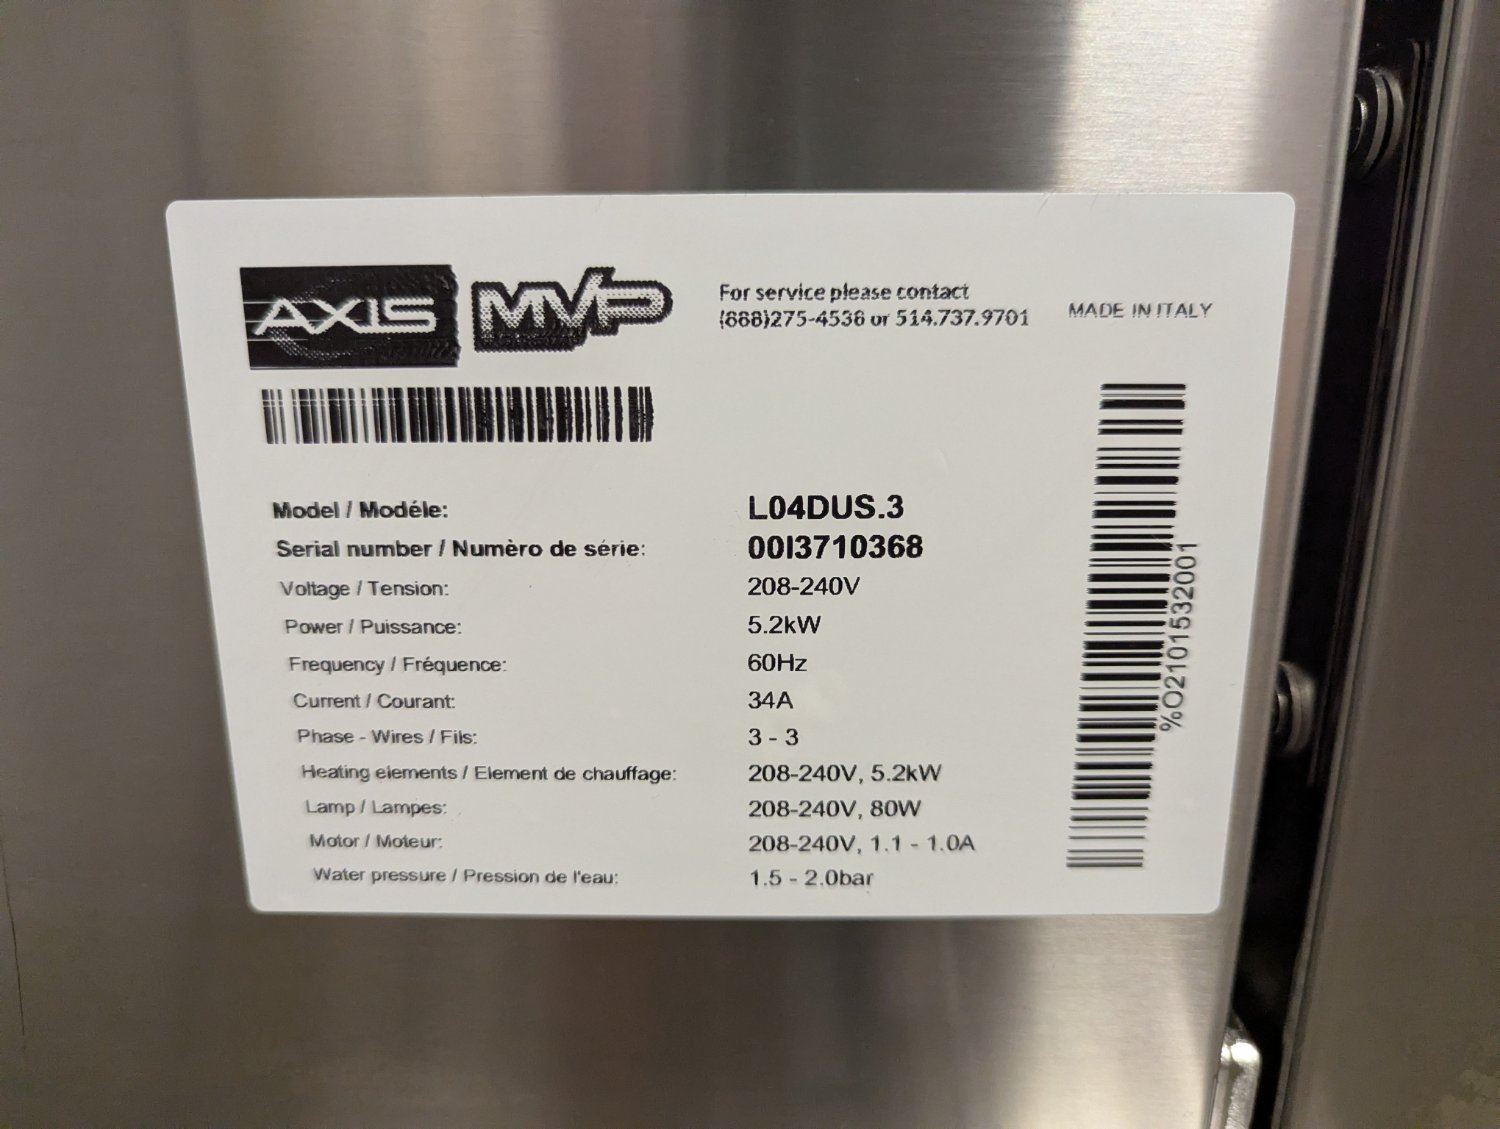 AXIS MVP
For service please contact
(888)275-4538 or 514.737.9701
MADE IN ITALY
Model / Modéle: L04DUS.3
Serial number / Numèro de série: 00I3710368
Voltage / Tension: 208-240V
Power / Puissance: 5.2kW
Frequency / Fréquence: 60Hz
Current / Courant: 34A
Phase - Wires / Fils: 3 - 3
Heating elements / Element de chauffage: 208-240V, 5.2kW
Lamp / Lampes: 208-240V, 80W
Motor / Moteur: 208-240V, 1.1 - 1.0A
Water pressure / Pression de l'eau: 1.5 - 2.0bar
%O2101532001